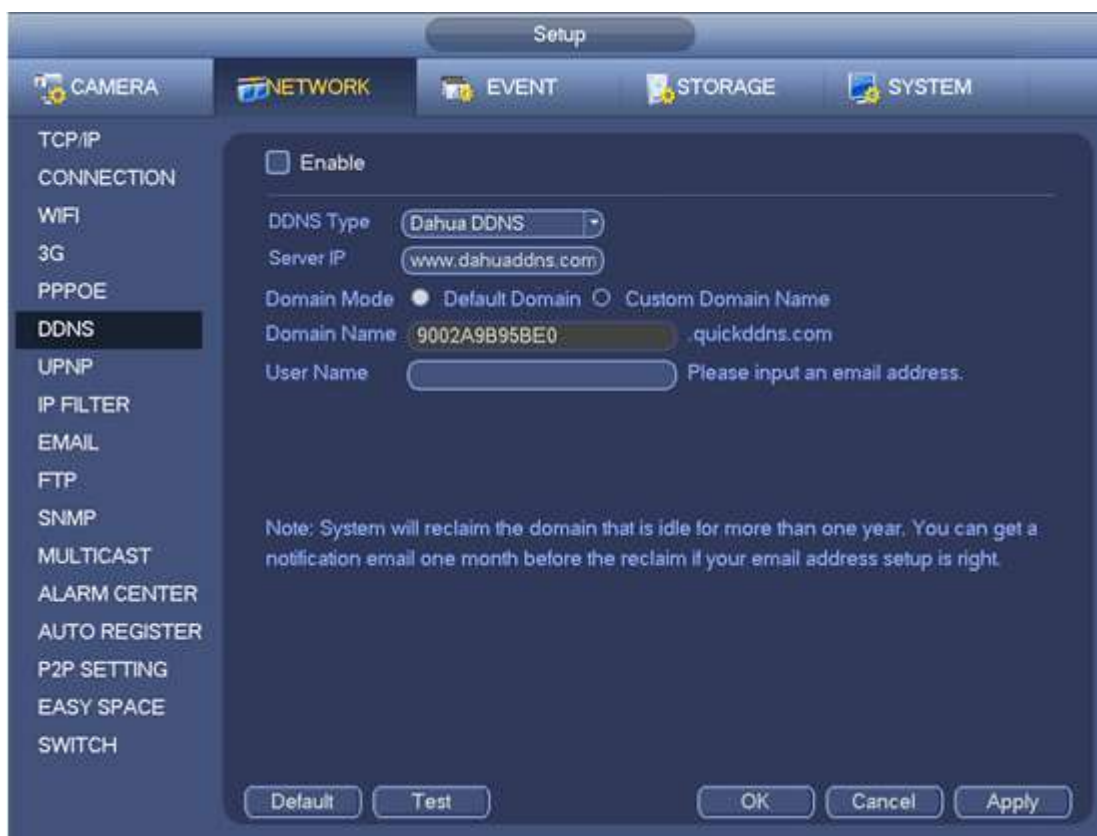 Setup
CAMERA NETWORK EVENT STORAGE SYSTEM
TCP/IP
CONNECTION
WIFI
3G
PPPOE
DDNS
UPNP
IP FILTER
EMAIL
FTP
SNMP
MULTICAST
ALARM CENTER
AUTO REGISTER
P2P SETTING
EASY SPACE
SWITCH
Enable
DDNS Type Dahua DDNS
Server IP www.dahuaddns.com
Domain Mode Default Domain Custom Domain Name
Domain Name 9002A9B95BE0 .quickddns.com
User Name Please input an email address.
Note: System will reclaim the domain that is idle for more than one year. You can get a
notification email one month before the reclaim if your email address setup is right.
Default Test OK Cancel Apply